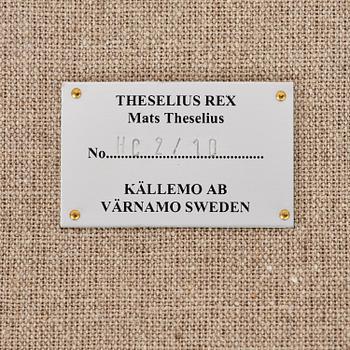 THESELIUS REX
Mats Theselius
No. HC 2/10
KÄLLEMO AB
VÄRNAMO SWEDEN